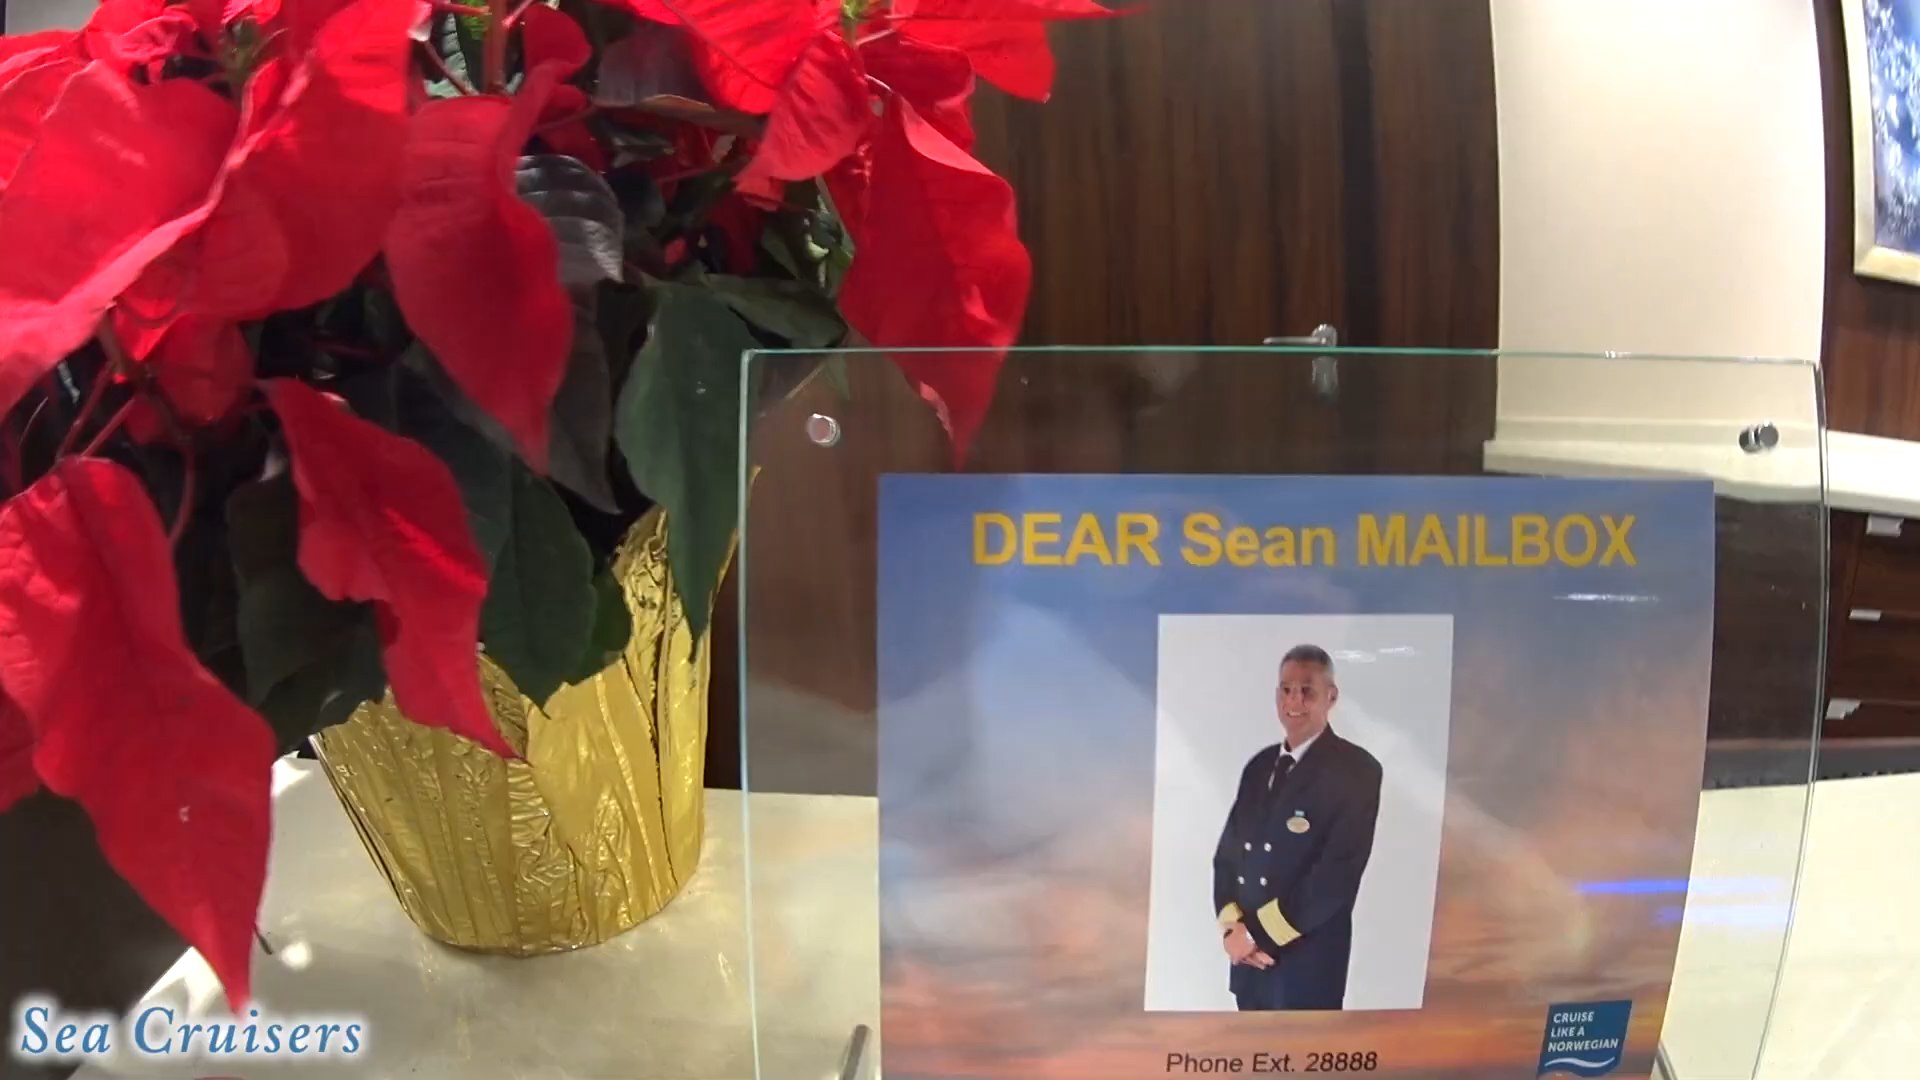 DEAR Sean MAILBOX
Phone Ext. 28888
CRUISE
LIKE A
NORWEGIAN
Sea Cruisers